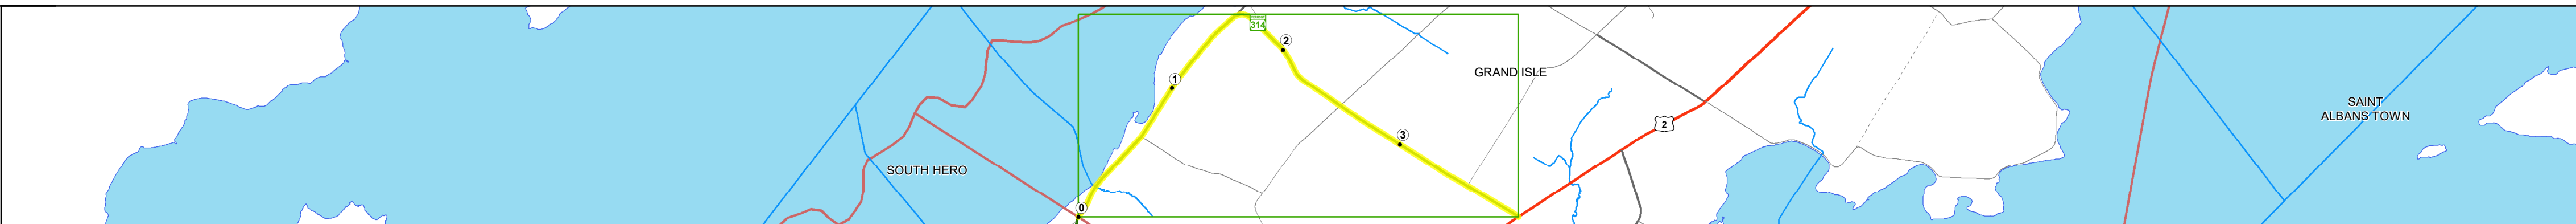 314
2
1
GRAND ISLE
SAINT
ALBANS TOWN
2
3
SOUTH HERO
0